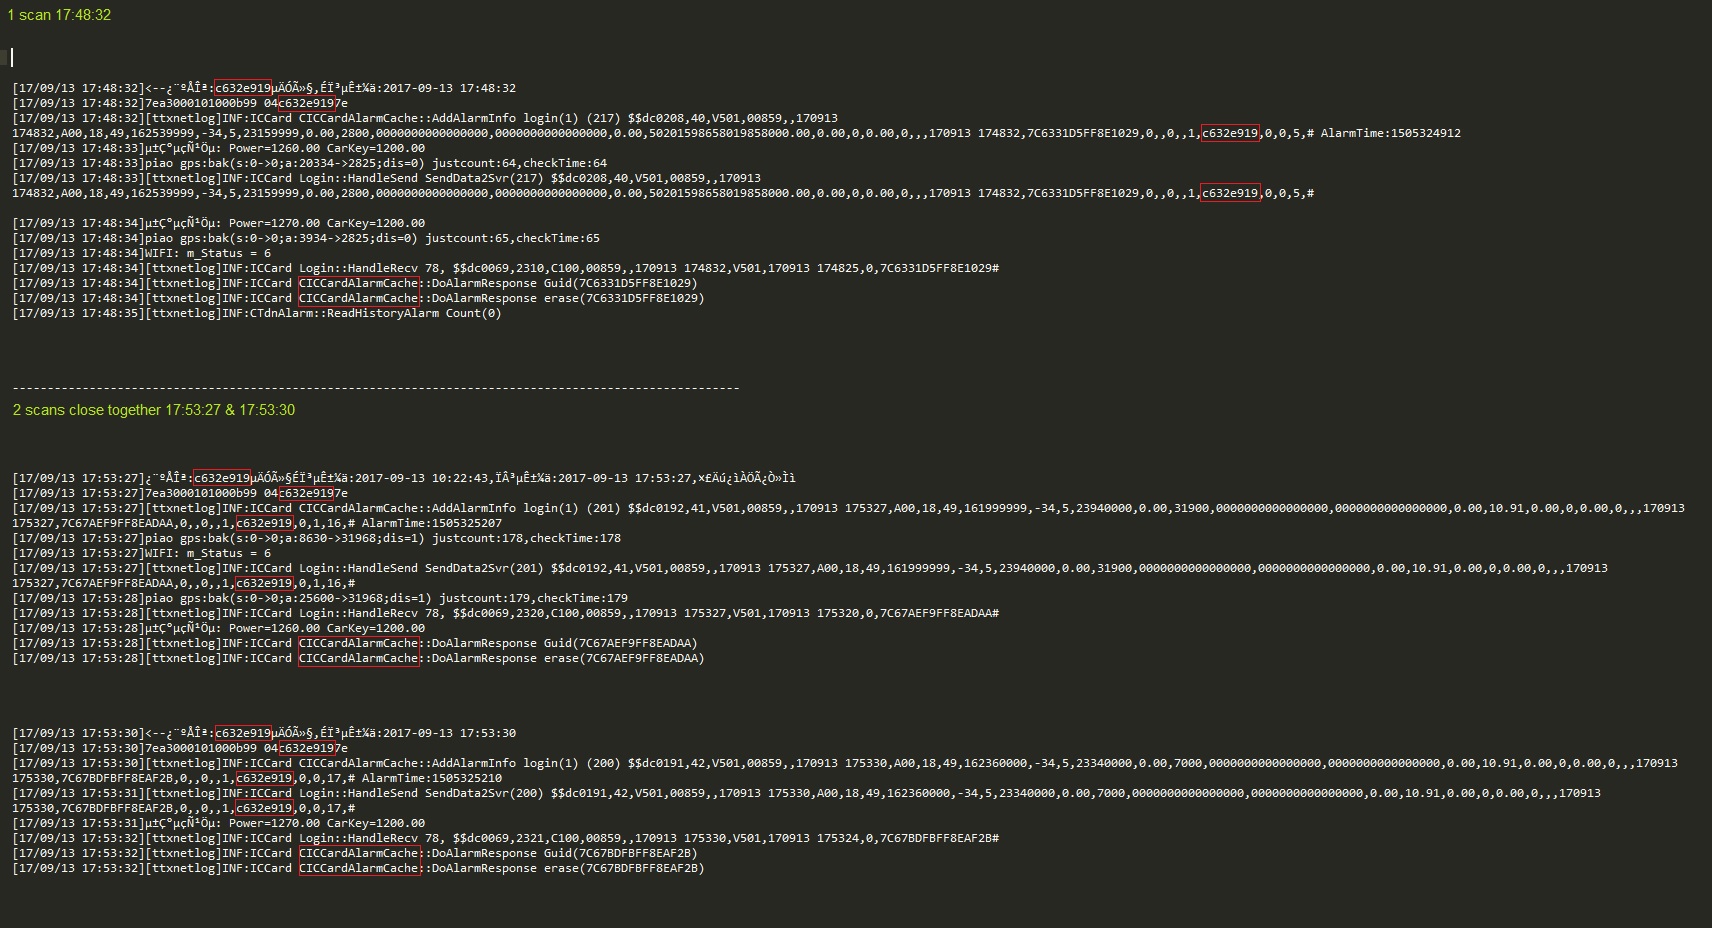 1 scan 17:48:32
[17/09/13 17:48:32]<--¿¨ºÅÎª:c632e919µÄÓÃ»§,ÉÏ³µÊ±¼ä:2017-09-13 17:48:32
[17/09/13 17:48:32]7ea3000101000b99 04c632e9197e
[17/09/13 17:48:32][ttxnetlog]INF:ICCard CICCardAlarmCache::AddAlarmInfo login(1) (217) $$dc0208,40,V501,00859,,170913
174832,A00,18,49,162539999,-34,5,23159999,0.00,2800,0000000000000000,0000000000000000,0.00,50201598658019858000.00,0.00,0,0.00,0,,,170913 174832,7C6331D5FF8E1029,0,,0,,1,c632e919,0,0,5,# AlarmTime:1505324912
[17/09/13 17:48:33]µ±Ç°µçÑ¹Öµ: Power=1260.00 CarKey=1200.00
[17/09/13 17:48:33]piao gps:bak(s:0->0;a:20334->2825;dis=0) justcount:64,checkTime:64
[17/09/13 17:48:33][ttxnetlog]INF:ICCard Login::HandleSend SendData2Svr(217) $$dc0208,40,V501,00859,,170913
174832,A00,18,49,162539999,-34,5,23159999,0.00,2800,0000000000000000,0000000000000000,0.00,50201598658019858000.00,0.00,0,0.00,0,,,170913 174832,7C6331D5FF8E1029,0,,0,,1,c632e919,0,0,5,#
[17/09/13 17:48:34]µ±Ç°µçÑ¹Öµ: Power=1270.00 CarKey=1200.00
[17/09/13 17:48:34]piao gps:bak(s:0->0;a:3934->2825;dis=0) justcount:65,checkTime:65
[17/09/13 17:48:34]WIFI: m_Status = 6
[17/09/13 17:48:34][ttxnetlog]INF:ICCard Login::HandleRecv 78, $$dc0069,2310,C100,00859,,170913 174832,V501,170913 174825,0,7C6331D5FF8E1029#
[17/09/13 17:48:34][ttxnetlog]INF:ICCard CICCardAlarmCache::DoAlarmResponse Guid(7C6331D5FF8E1029)
[17/09/13 17:48:34][ttxnetlog]INF:ICCard CICCardAlarmCache::DoAlarmResponse erase(7C6331D5FF8E1029)
[17/09/13 17:48:35][ttxnetlog]INF:CTdnAlarm::ReadHistoryAlarm Count(0)
--------------------------------------------------------------------------------------------------------
2 scans close together 17:53:27 & 17:53:30
[17/09/13 17:53:27]¿¨ºÅÎª:c632e919µÄÓÃ»§ÉÏ³µÊ±¼ä:2017-09-13 10:22:43,ÏÂ³µÊ±¼ä:2017-09-13 17:53:27,×£Äú¿ìÀÖÃ¿Ò»Ìì
[17/09/13 17:53:27]7ea3000101000b99 04c632e9197e
[17/09/13 17:53:27][ttxnetlog]INF:ICCard CICCardAlarmCache::AddAlarmInfo login(1) (201) $$dc0192,41,V501,00859,,170913 175327,A00,18,49,161999999,-34,5,23940000,0.00,31900,0000000000000000,0000000000000000,0.00,10.91,0.00,0,0.00,0,,,170913
175327,7C67AEF9FF8EADAA,0,,0,,1,c632e919,0,1,16,# AlarmTime:1505325207
[17/09/13 17:53:27]piao gps:bak(s:0->0;a:8630->31968;dis=1) justcount:178,checkTime:178
[17/09/13 17:53:27]WIFI: m_Status = 6
[17/09/13 17:53:27][ttxnetlog]INF:ICCard Login::HandleSend SendData2Svr(201) $$dc0192,41,V501,00859,,170913 175327,A00,18,49,161999999,-34,5,23940000,0.00,31900,0000000000000000,0000000000000000,0.00,10.91,0.00,0,0.00,0,,,170913
175327,7C67AEF9FF8EADAA,0,,0,,1,c632e919,0,1,16,#
[17/09/13 17:53:28]piao gps:bak(s:0->0;a:25600->31968;dis=1) justcount:179,checkTime:179
[17/09/13 17:53:28][ttxnetlog]INF:ICCard Login::HandleRecv 78, $$dc0069,2320,C100,00859,,170913 175327,V501,170913 175320,0,7C67AEF9FF8EADAA#
[17/09/13 17:53:28]µ±Ç°µçÑ¹Öµ: Power=1260.00 CarKey=1200.00
[17/09/13 17:53:28][ttxnetlog]INF:ICCard CICCardAlarmCache::DoAlarmResponse Guid(7C67AEF9FF8EADAA)
[17/09/13 17:53:28][ttxnetlog]INF:ICCard CICCardAlarmCache::DoAlarmResponse erase(7C67AEF9FF8EADAA)
[17/09/13 17:53:30]<--¿¨ºÅÎª:c632e919µÄÓÃ»§,ÉÏ³µÊ±¼ä:2017-09-13 17:53:30
[17/09/13 17:53:30]7ea3000101000b99 04c632e9197e
[17/09/13 17:53:30][ttxnetlog]INF:ICCard CICCardAlarmCache::AddAlarmInfo login(1) (200) $$dc0191,42,V501,00859,,170913 175330,A00,18,49,162360000,-34,5,23340000,0.00,7000,0000000000000000,0000000000000000,0.00,10.91,0.00,0,0.00,0,,,170913
175330,7C67BDFBFF8EAF2B,0,,0,,1,c632e919,0,0,17,# AlarmTime:1505325210
[17/09/13 17:53:31][ttxnetlog]INF:ICCard Login::HandleSend SendData2Svr(200) $$dc0191,42,V501,00859,,170913 175330,A00,18,49,162360000,-34,5,23340000,0.00,7000,0000000000000000,0000000000000000,0.00,10.91,0.00,0,0.00,0,,,170913
175330,7C67BDFBFF8EAF2B,0,,0,,1,c632e919,0,0,17,#
[17/09/13 17:53:31]µ±Ç°µçÑ¹Öµ: Power=1270.00 CarKey=1200.00
[17/09/13 17:53:32][ttxnetlog]INF:ICCard Login::HandleRecv 78, $$dc0069,2321,C100,00859,,170913 175330,V501,170913 175324,0,7C67BDFBFF8EAF2B#
[17/09/13 17:53:32][ttxnetlog]INF:ICCard CICCardAlarmCache::DoAlarmResponse Guid(7C67BDFBFF8EAF2B)
[17/09/13 17:53:32][ttxnetlog]INF:ICCard CICCardAlarmCache::DoAlarmResponse erase(7C67BDFBFF8EAF2B)